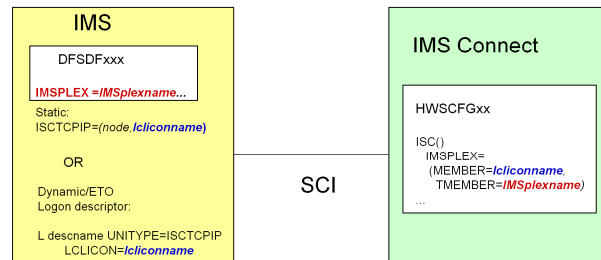 IMS
DFSDFxxx
IMSPLEX =IMSplexname...
Static:
ISCTCPIP=(node,lcliconname)
OR
Dynamic/ETO
Logon descriptor:
L descname UNITYPE=ISCTCPIP
LCLICON=lcliconname
SCI
IMS Connect
HWSCFGxx
ISC()
IMSPLEX=
(MEMBER=lcliconname,
TMEMBER=IMSplexname)
...